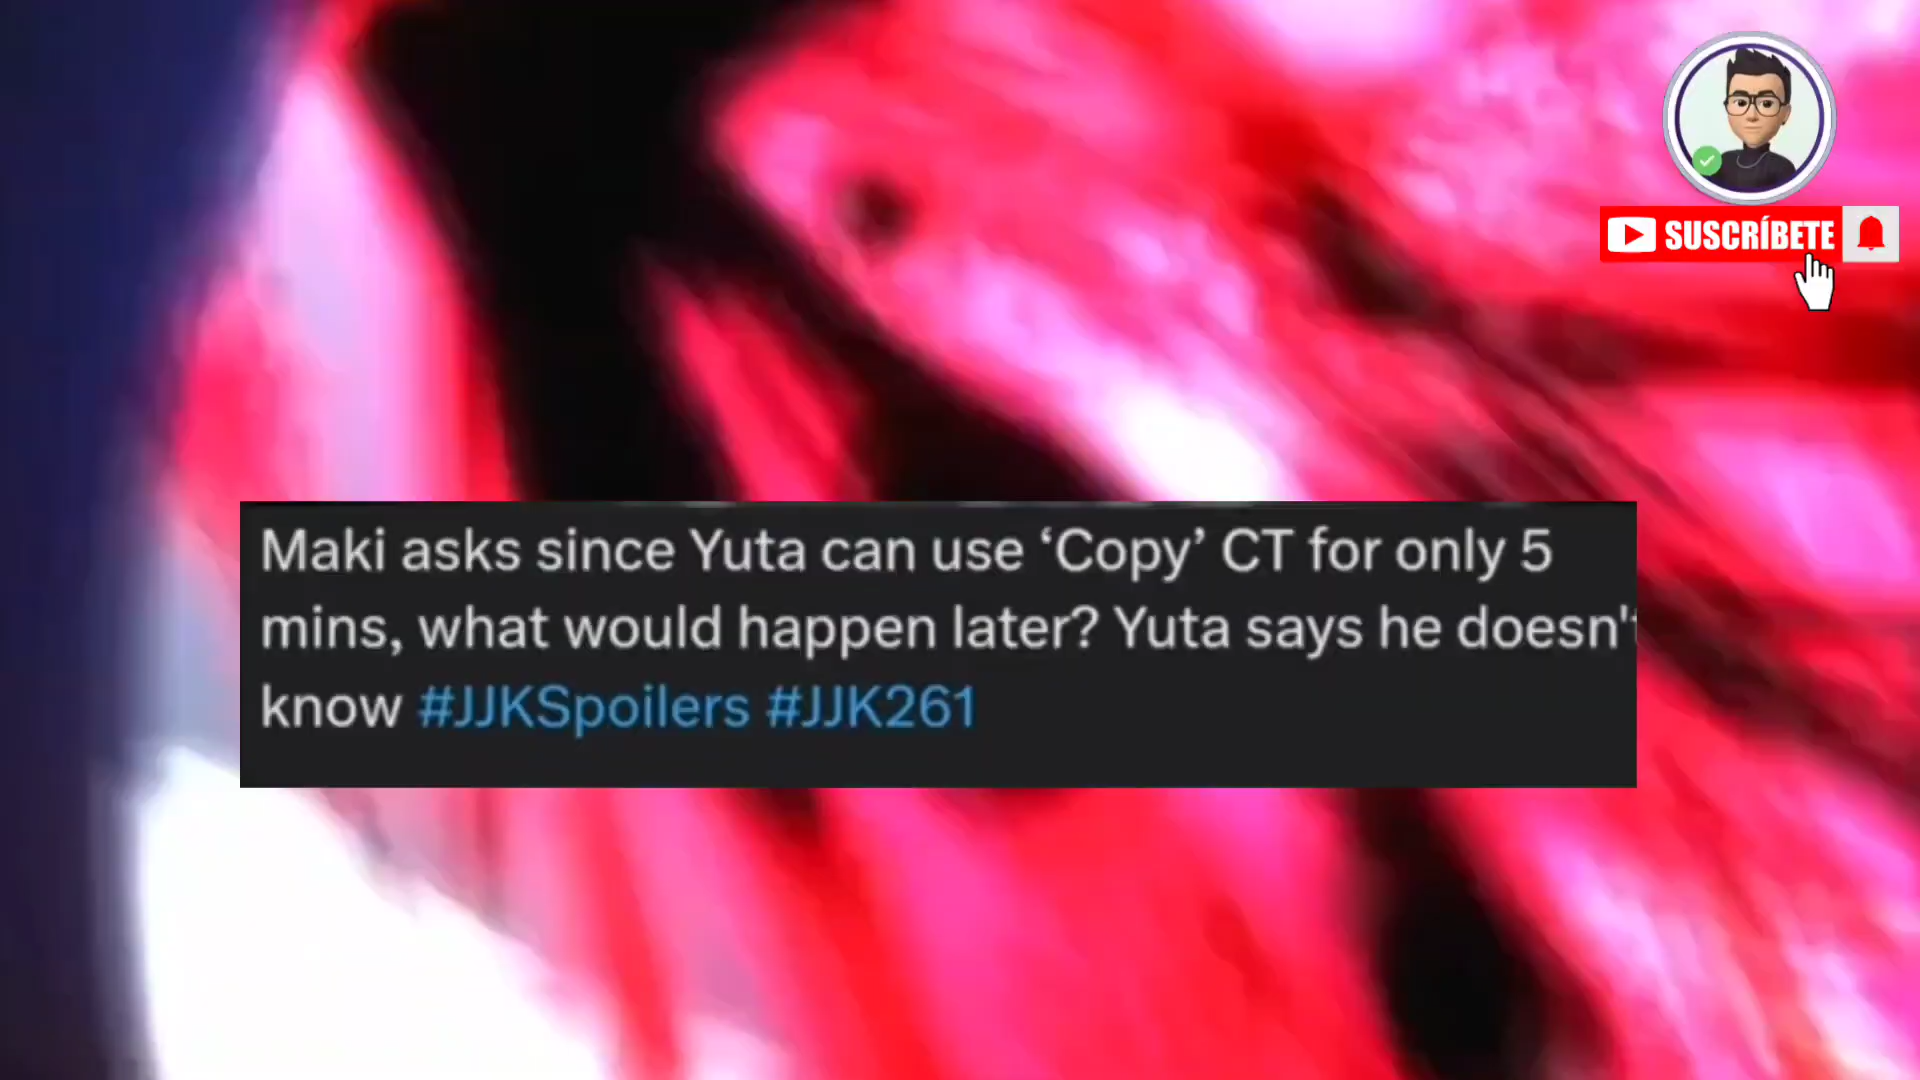 SUSCRÍBETE
Maki asks since Yuta can use ‘Copy’ CT for only 5
mins, what would happen later? Yuta says he doesn't
know #JJKSpoilers #JJK261